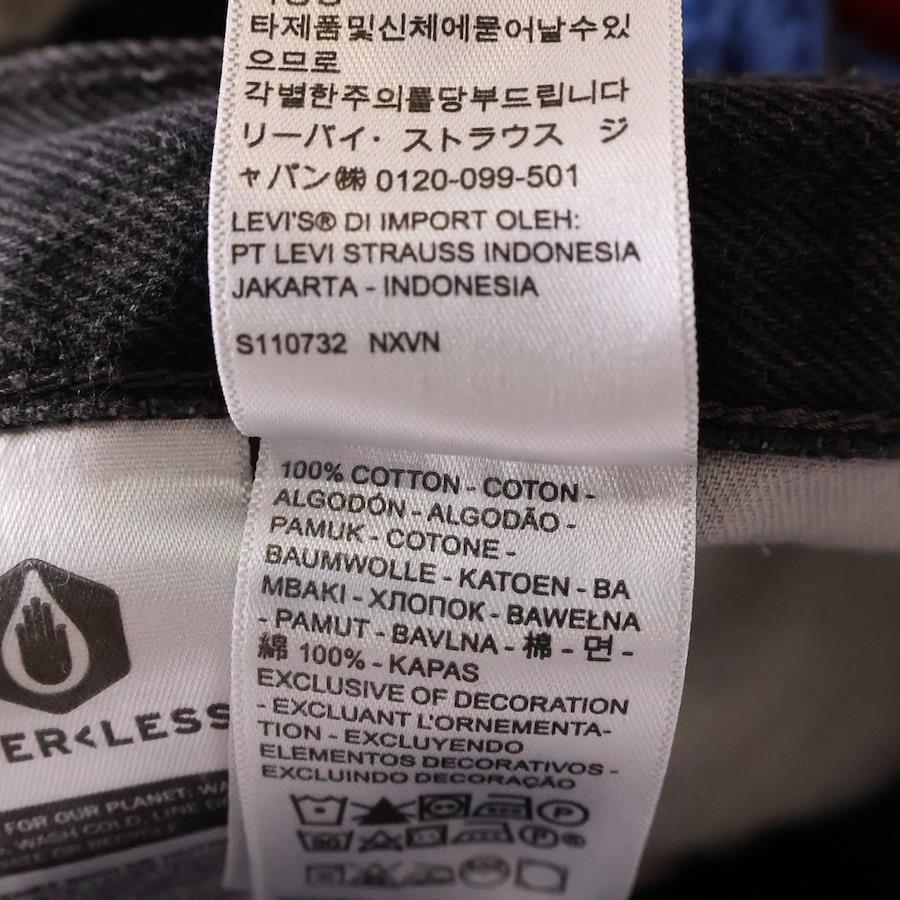 타제품및신체에묻어날수있
으므로
각별한주의를당부드립니다
リーバイ・ストラウス ジ
ャパン㈱ 0120-099-501
LEVI'S® DI IMPORT OLEH:
PT LEVI STRAUSS INDONESIA
JAKARTA - INDONESIA
S110732 NXVN
100% COTTON - COTON -
ALGODÓN - ALGODÃO -
PAMUK - COTONE -
BAUMWOLLE - KATOEN - BA
MBAKI - ХЛОПОК - BAWEŁNA
- PAMUT - BAVLNA - 棉 - 면 -
綿 100% - KAPAS
EXCLUSIVE OF DECORATION
- EXCLUANT L'ORNEMENTA-
TION - EXCLUYENDO
ELEMENTOS DECORATIVOS -
EXCLUINDO DECORAÇÃO
ER<LESS
FOR OUR PLANET: WA
WASH COLD, LINE